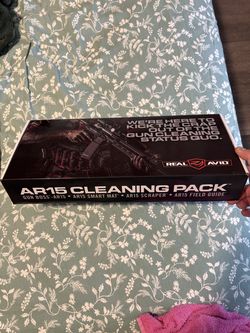 WE'RE HERE TO
KICK THE CRAP
OUT OF THE
GUN CLEANING
STATUS QUO.
REAL AVID
AR15 CLEANING PACK
GUN BOSS-AR15 • AR15 SMART MAT • AR15 SCRAPER • AR15 FIELD GUIDE